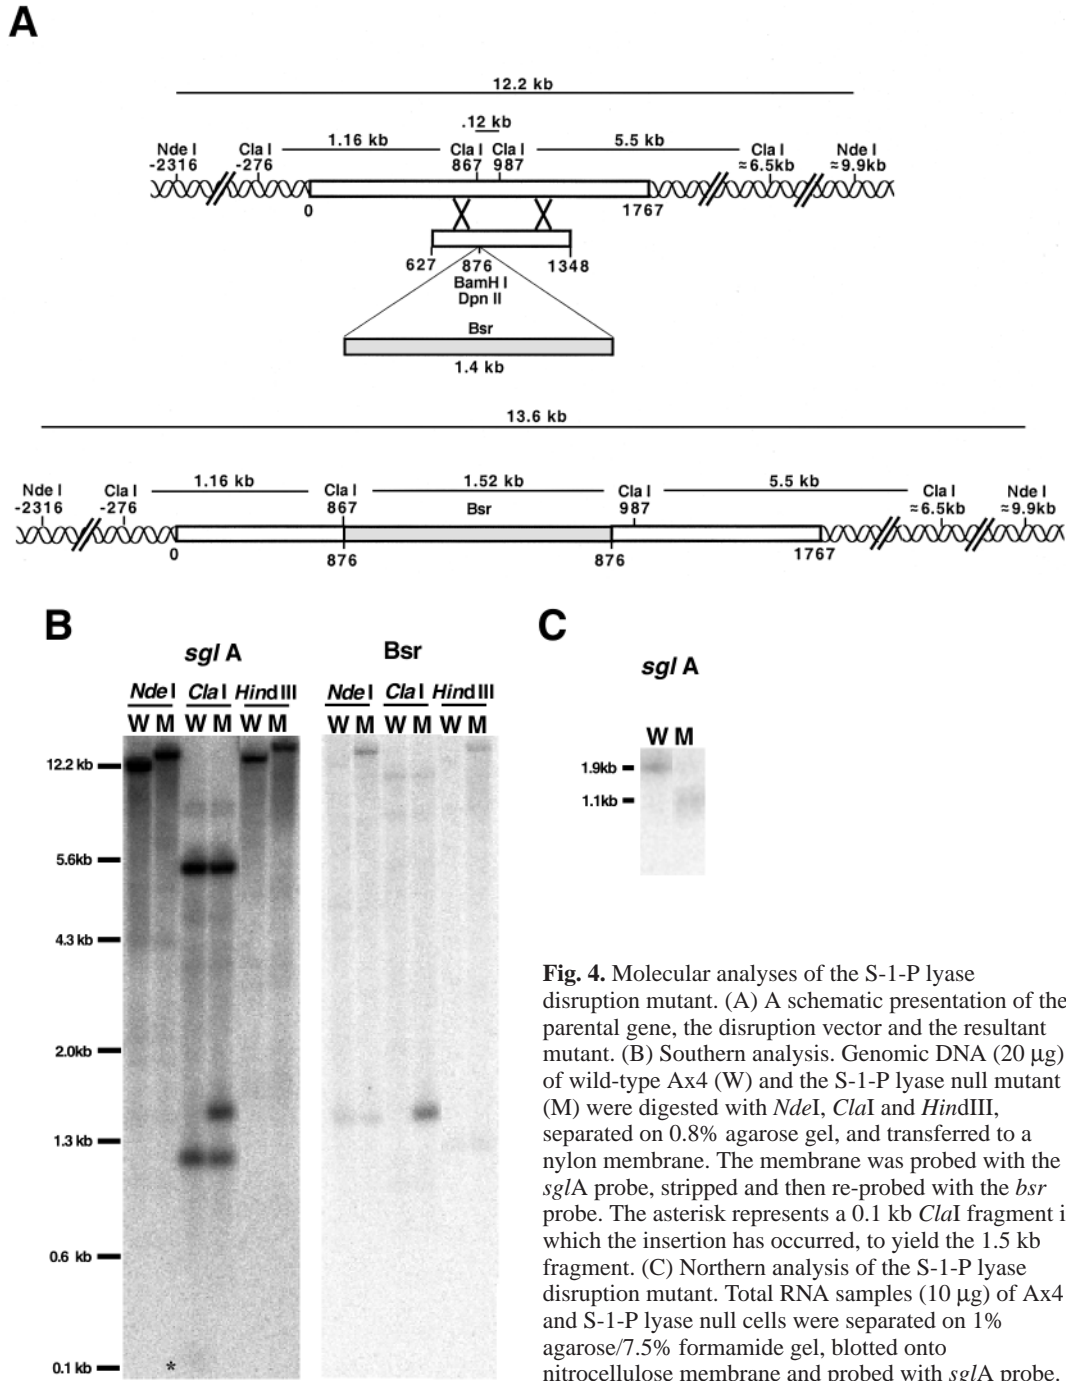 A
12.2 kb
.12 kb
1.16 kb
5.5 kb
Nde I Cla I Cla I Cla I Cla I Nde I
-2316 -276 867 987 ≈6.5kb ≈9.9kb
0 1767
627 876 1348
BamH I
Dpn II
Bsr
1.4 kb
13.6 kb
1.16 kb 1.52 kb 5.5 kb
Nde I Cla I Cla I Bsr Cla I Cla I Nde I
-2316 -276 867 987 ≈6.5kb ≈9.9kb
0 876 876 1767
B
sgl A Bsr
Nde I Cla I Hind III Nde I Cla I Hind III
W M W M W M W M W M W M
12.2 kb
5.6kb
4.3 kb
2.0kb
1.3 kb
0.6 kb
0.1 kb *
C
sgl A
W M
1.9kb
1.1kb
Fig. 4. Molecular analyses of the S-1-P lyase
disruption mutant. (A) A schematic presentation of the
parental gene, the disruption vector and the resultant
mutant. (B) Southern analysis. Genomic DNA (20 µg)
of wild-type Ax4 (W) and the S-1-P lyase null mutant
(M) were digested with NdeI, ClaI and HindIII,
separated on 0.8% agarose gel, and transferred to a
nylon membrane. The membrane was probed with the
sglA probe, stripped and then re-probed with the bsr
probe. The asterisk represents a 0.1 kb ClaI fragment i
which the insertion has occurred, to yield the 1.5 kb
fragment. (C) Northern analysis of the S-1-P lyase
disruption mutant. Total RNA samples (10 µg) of Ax4
and S-1-P lyase null cells were separated on 1%
agarose/7.5% formamide gel, blotted onto
nitrocellulose membrane and probed with sglA probe.